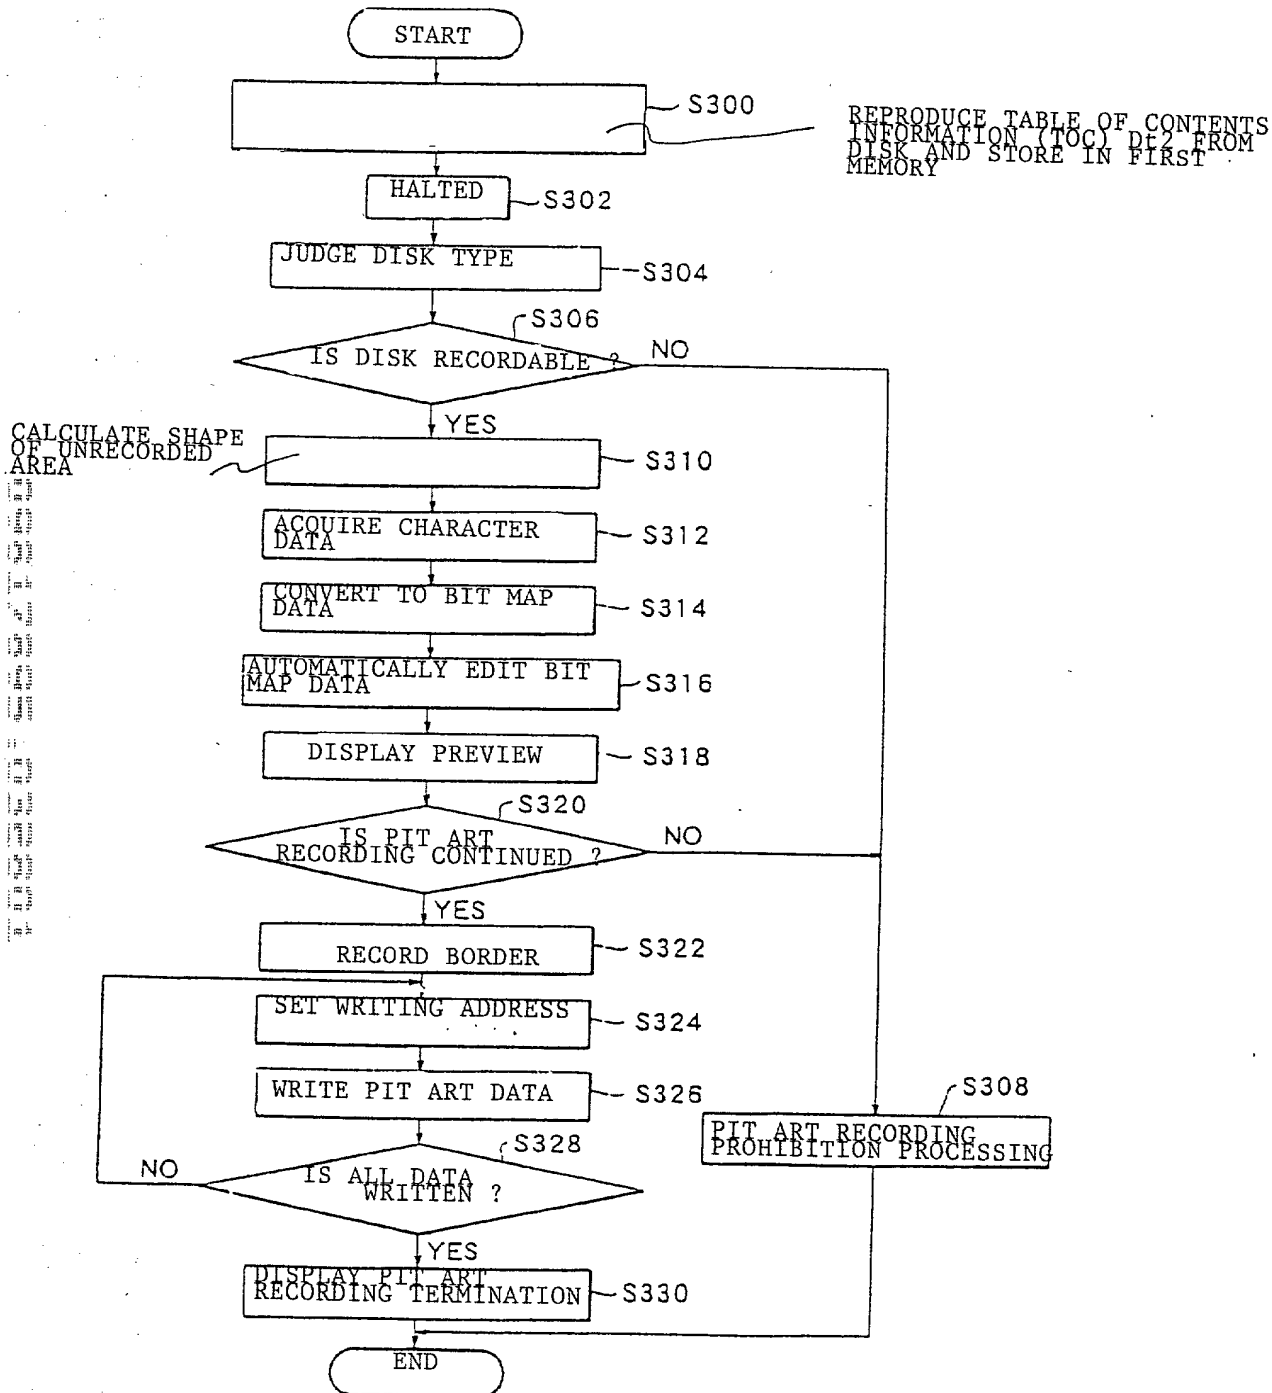 START
S300
REPRODUCE TABLE OF CONTENTS
INFORMATION (TOC) Dt2 FROM
DISK AND STORE IN FIRST
MEMORY
HALTED
S302
JUDGE DISK TYPE
S304
S306
IS DISK RECORDABLE ?
NO
YES
CALCULATE SHAPE
OF UNRECORDED
AREA
S310
ACQUIRE CHARACTER
DATA
S312
CONVERT TO BIT MAP
DATA
S314
AUTOMATICALLY EDIT BIT
MAP DATA
S316
DISPLAY PREVIEW
S318
S320
IS PIT ART
RECORDING CONTINUED ?
NO
YES
RECORD BORDER
S322
SET WRITING ADDRESS
S324
WRITE PIT ART DATA
S326
S308
PIT ART RECORDING
PROHIBITION PROCESSING
S328
IS ALL DATA
WRITTEN ?
NO
YES
DISPLAY PIT ART
RECORDING TERMINATION
S330
END